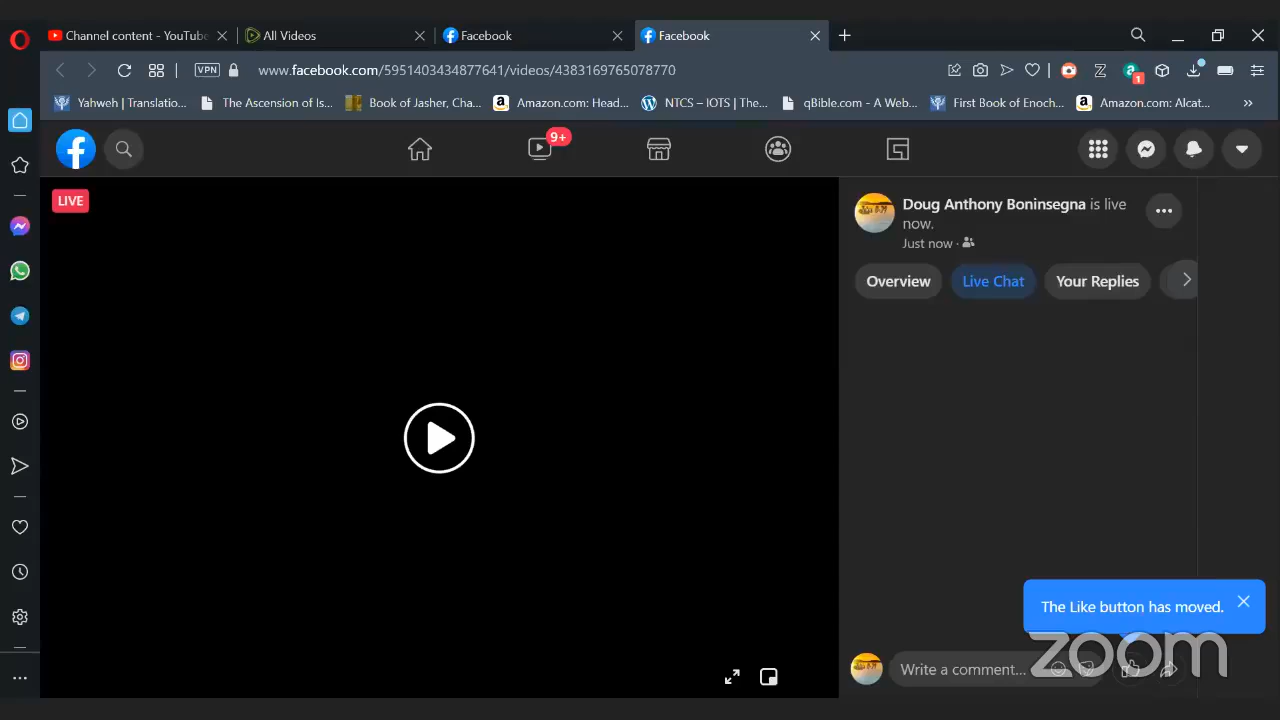 Channel content - YouTube
All Videos
Facebook
Facebook
VPN
www.facebook.com/5951403434877641/videos/4383169765078770
1
Yahweh | Translatio...
The Ascension of Is...
Book of Jasher, Cha...
Amazon.com: Head...
NTCS – IOTS | The...
qBible.com - A Web...
First Book of Enoch...
Amazon.com: Alcat...
9+
LIVE
Doug Anthony Boninsegna is live
now.
Just now ·
Overview
Live Chat
Your Replies
The Like button has moved.
Write a comment...
zoom